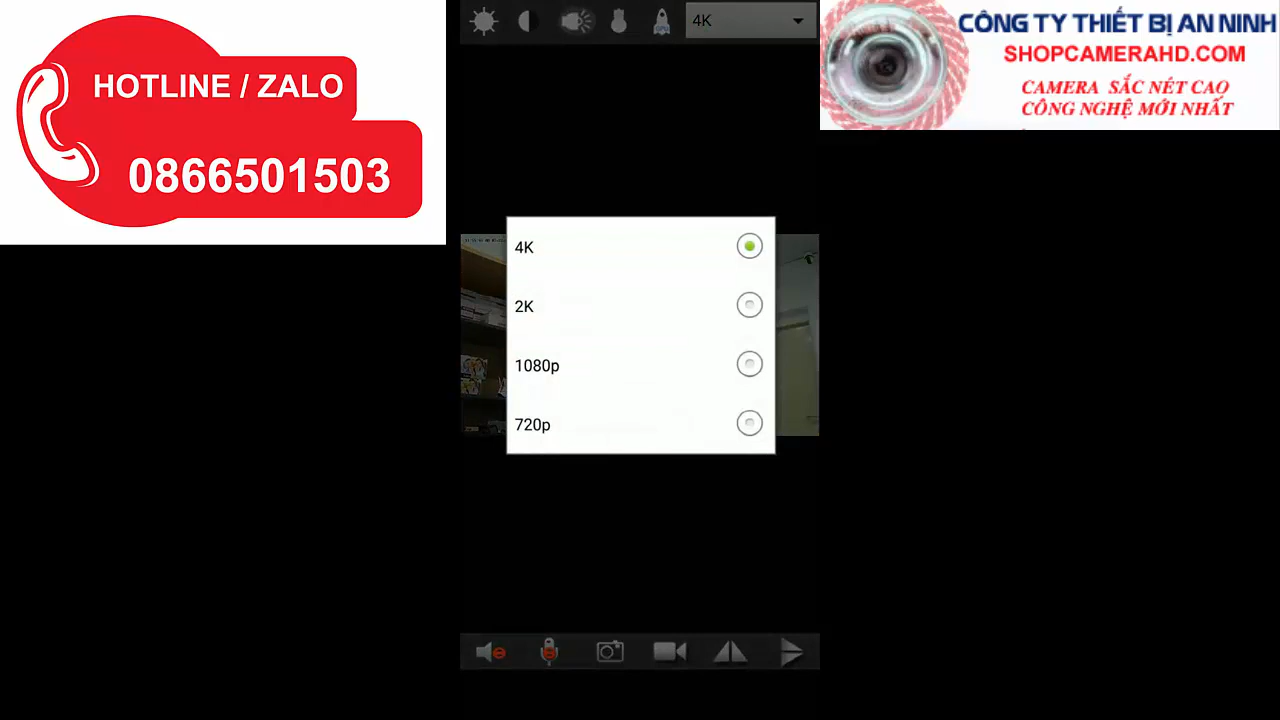 HOTLINE / ZALO
0866501503
4K
CÔNG TY THIẾT BỊ AN NINH
SHOPCAMERAHD.COM
CAMERA SẮC NÉT CAO
CÔNG NGHỆ MỚI NHẤT
4K
2K
1080p
720p